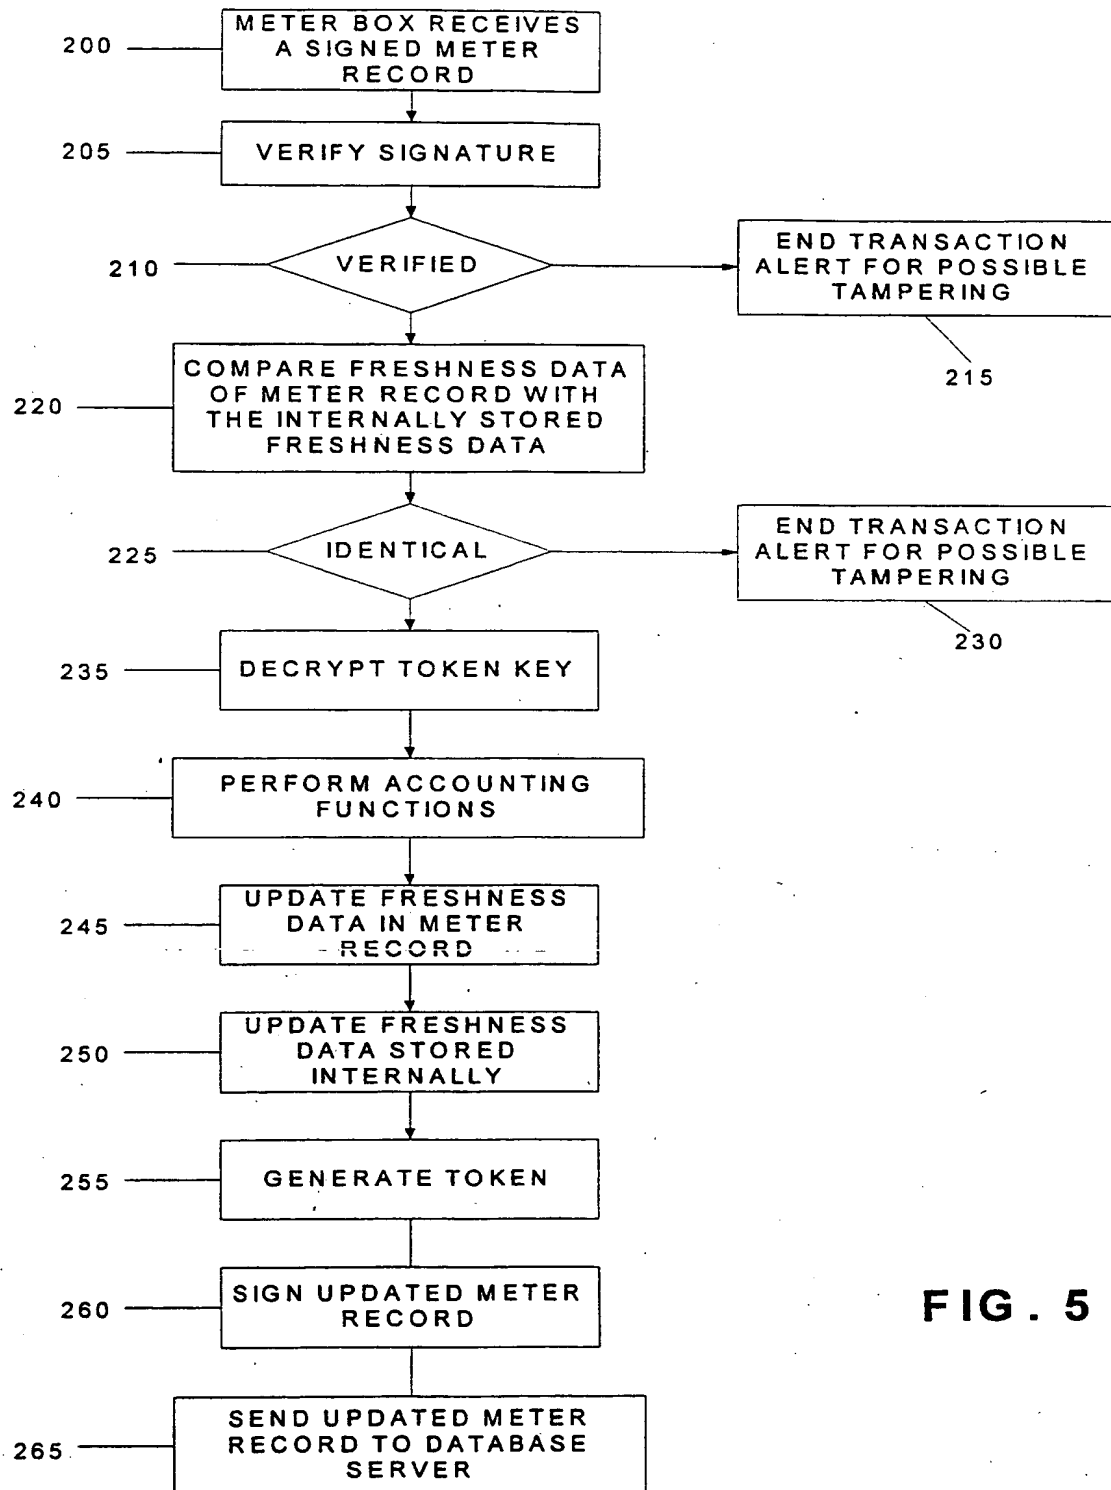 METER BOX RECEIVES
A SIGNED METER
RECORD
200
205
VERIFY SIGNATURE
210
VERIFIED
END TRANSACTION
ALERT FOR POSSIBLE
TAMPERING
215
220
COMPARE FRESHNESS DATA
OF METER RECORD WITH
THE INTERNALLY STORED
FRESHNESS DATA
225
IDENTICAL
END TRANSACTION
ALERT FOR POSSIBLE
TAMPERING
230
235
DECRYPT TOKEN KEY
240
PERFORM ACCOUNTING
FUNCTIONS
245
UPDATE FRESHNESS
DATA IN METER
RECORD
250
UPDATE FRESHNESS
DATA STORED
INTERNALLY
255
GENERATE TOKEN
260
SIGN UPDATED METER
RECORD
FIG. 5
265
SEND UPDATED METER
RECORD TO DATABASE
SERVER